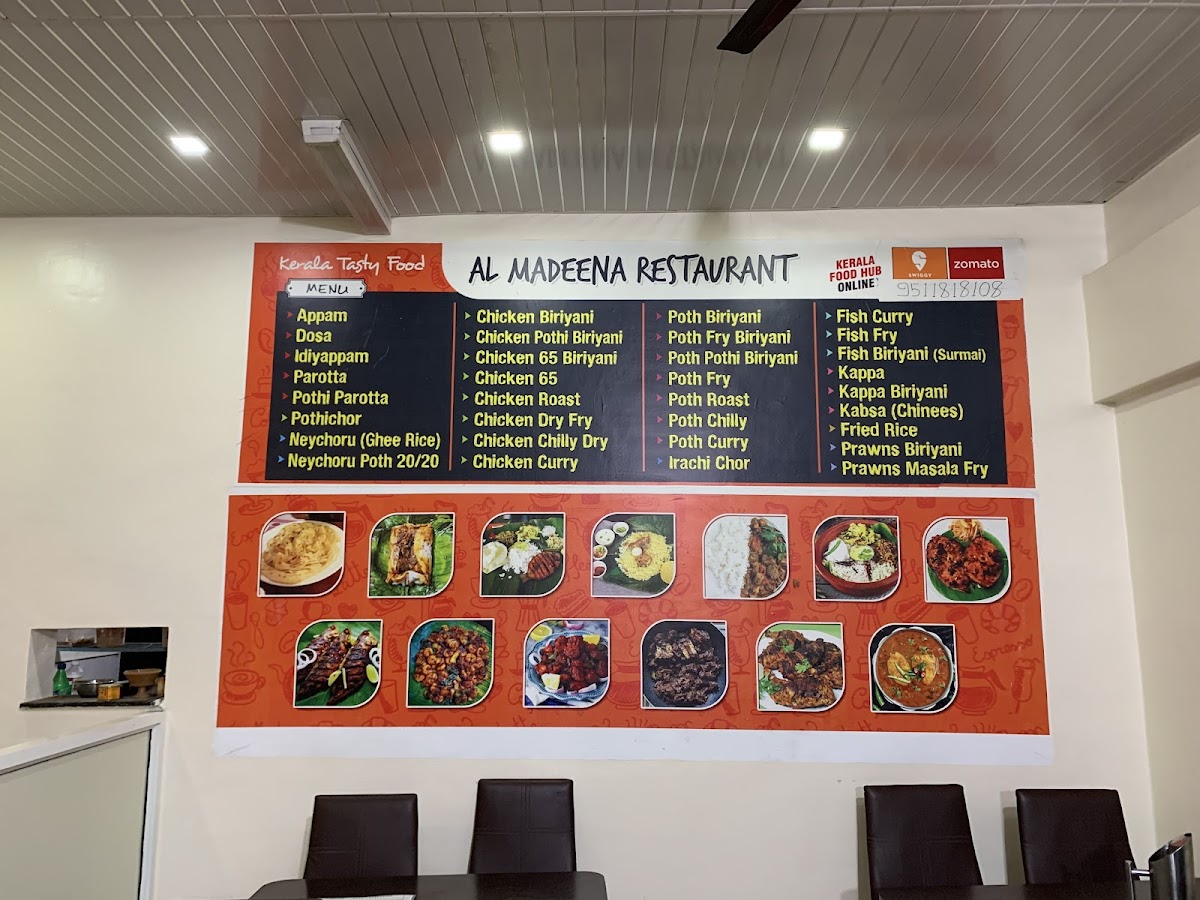 Kerala Tasty Food
AL MADEENA RESTAURANT
KERALA
FOOD HUB
ONLINE
SWIGGY
zomato
9511818108
MENU
Appam
Dosa
Idiyappam
Parotta
Pothi Parotta
Pothichor
Neychoru (Ghee Rice)
Neychoru Poth 20/20
Chicken Biriyani
Chicken Pothi Biriyani
Chicken 65 Biriyani
Chicken 65
Chicken Roast
Chicken Dry Fry
Chicken Chilly Dry
Chicken Curry
Poth Biriyani
Poth Fry Biriyani
Poth Pothi Biriyani
Poth Fry
Poth Roast
Poth Chilly
Poth Curry
Irachi Chor
Fish Curry
Fish Fry
Fish Biriyani (Surmai)
Kappa
Kappa Biriyani
Kabsa (Chinees)
Fried Rice
Prawns Biriyani
Prawns Masala Fry